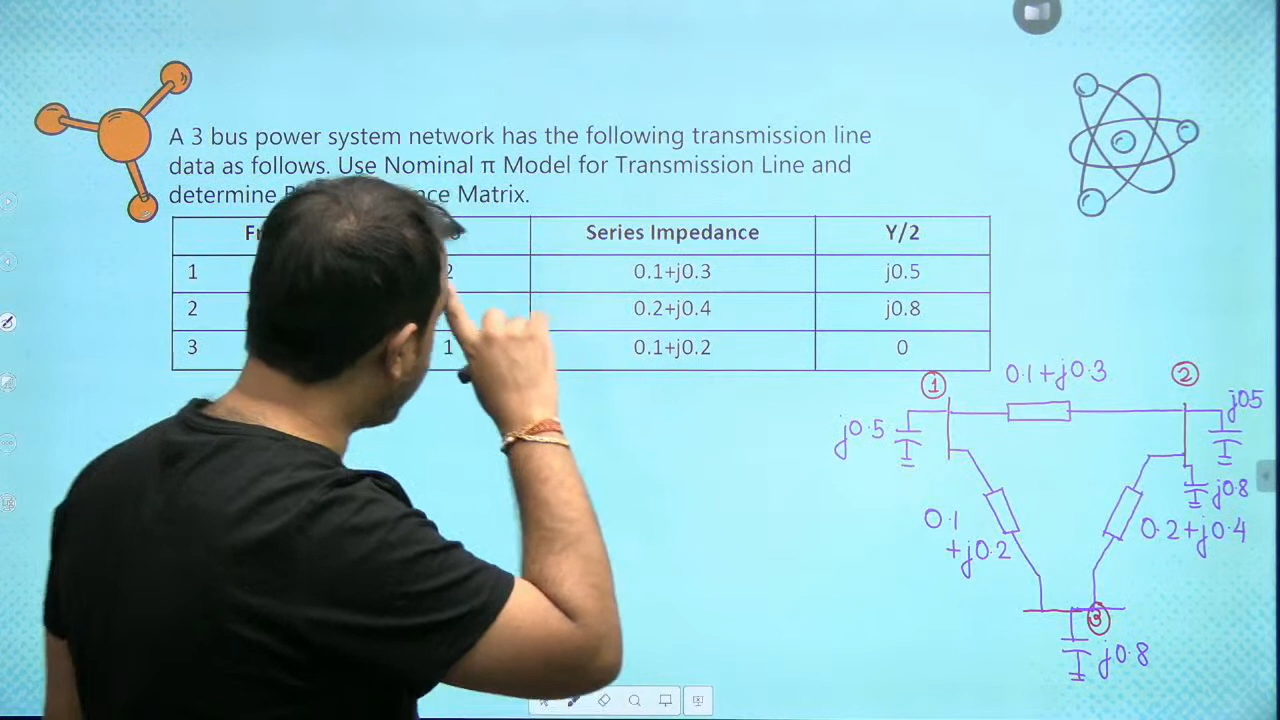 A 3 bus power system network has the following transmission line
data as follows. Use Nominal π Model for Transmission Line and
determine Matrix.
Series Impedance Y/2
1 2 0.1+j0.3 j0.5
2 0.2+j0.4 j0.8
3 1 0.1+j0.2 0
1 0.1+j0.3 2
j0.5 j05
j0.8
0.1
+j0.2
0.2+j0.4
3
j0.8